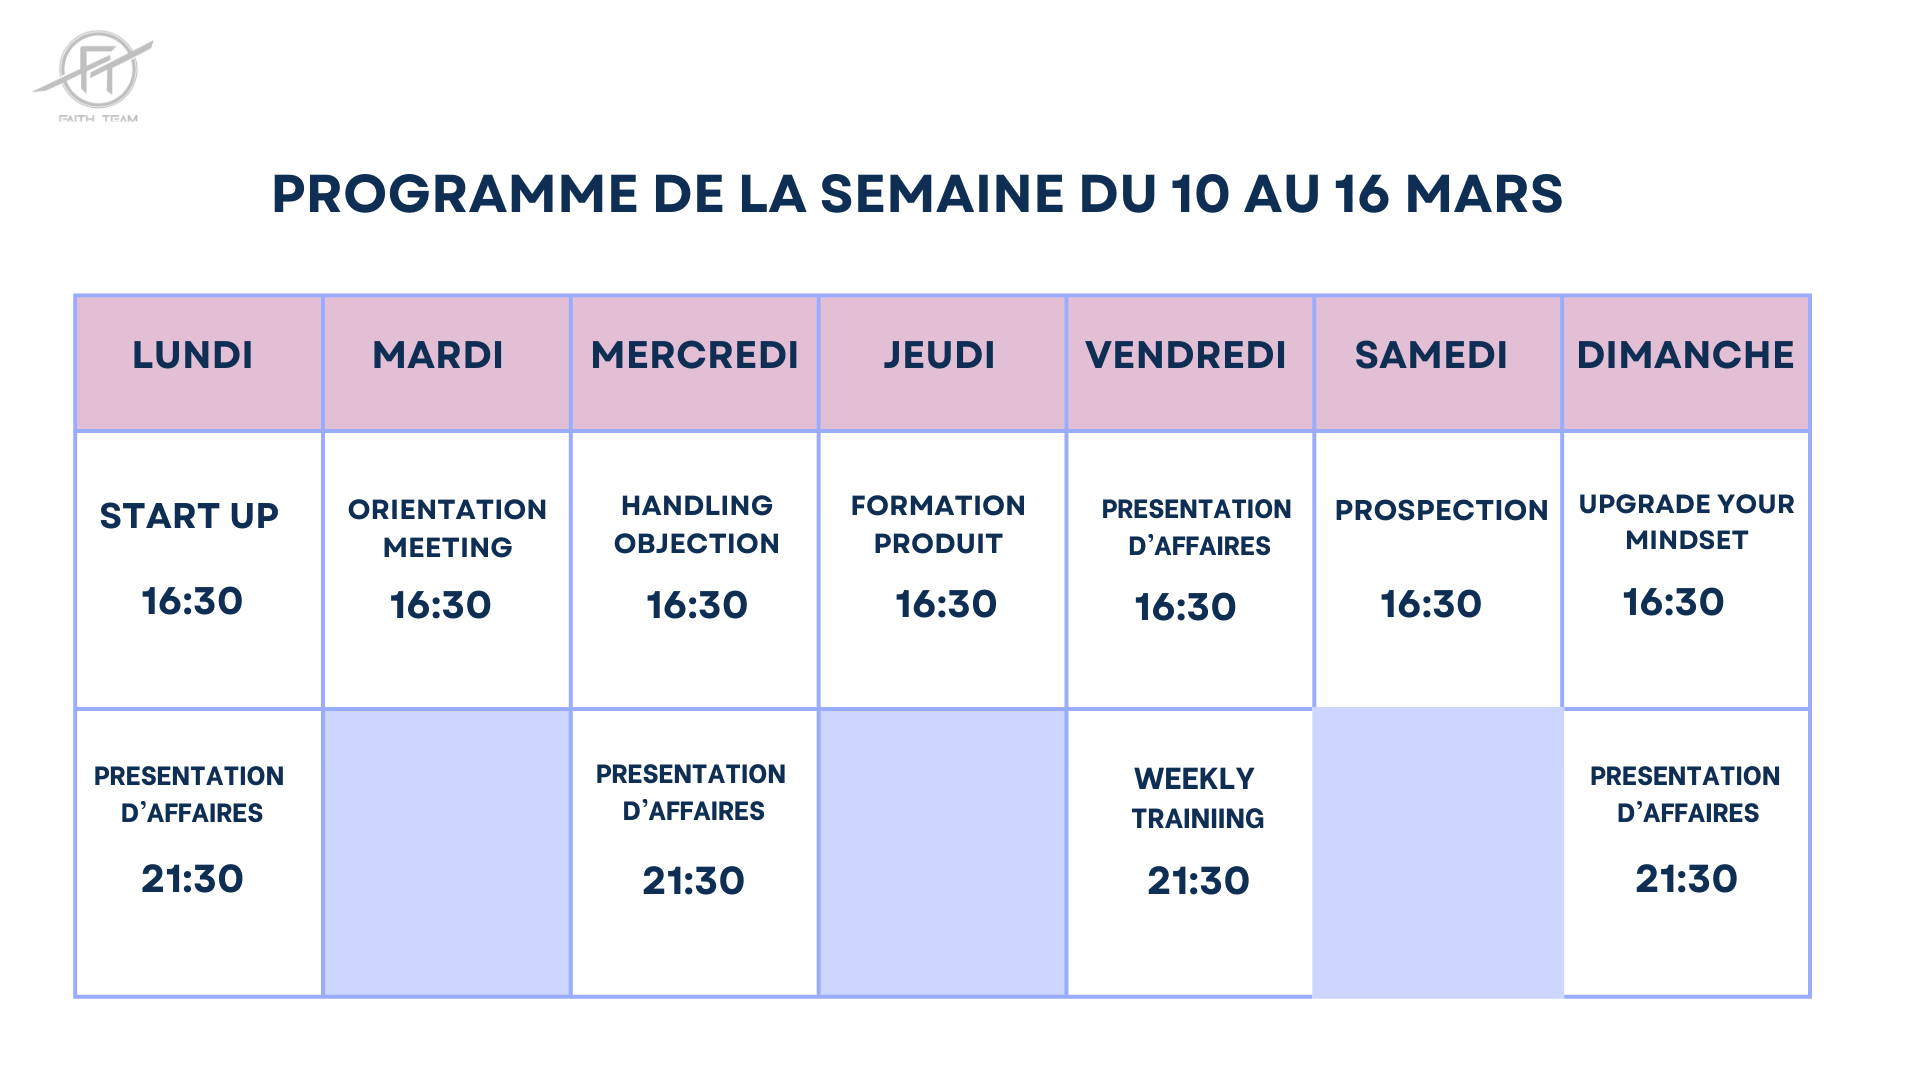 FAITH TEAM
PROGRAMME DE LA SEMAINE DU 10 AU 16 MARS
LUNDI
MARDI
MERCREDI
JEUDI
VENDREDI
SAMEDI
DIMANCHE
START UP
16:30
ORIENTATION
MEETING
16:30
HANDLING
OBJECTION
16:30
FORMATION
PRODUIT
16:30
PRESENTATION
D’AFFAIRES
16:30
PROSPECTION
16:30
UPGRADE YOUR
MINDSET
16:30
PRESENTATION
D’AFFAIRES
21:30
PRESENTATION
D’AFFAIRES
21:30
WEEKLY
TRAINIING
21:30
PRESENTATION
D’AFFAIRES
21:30